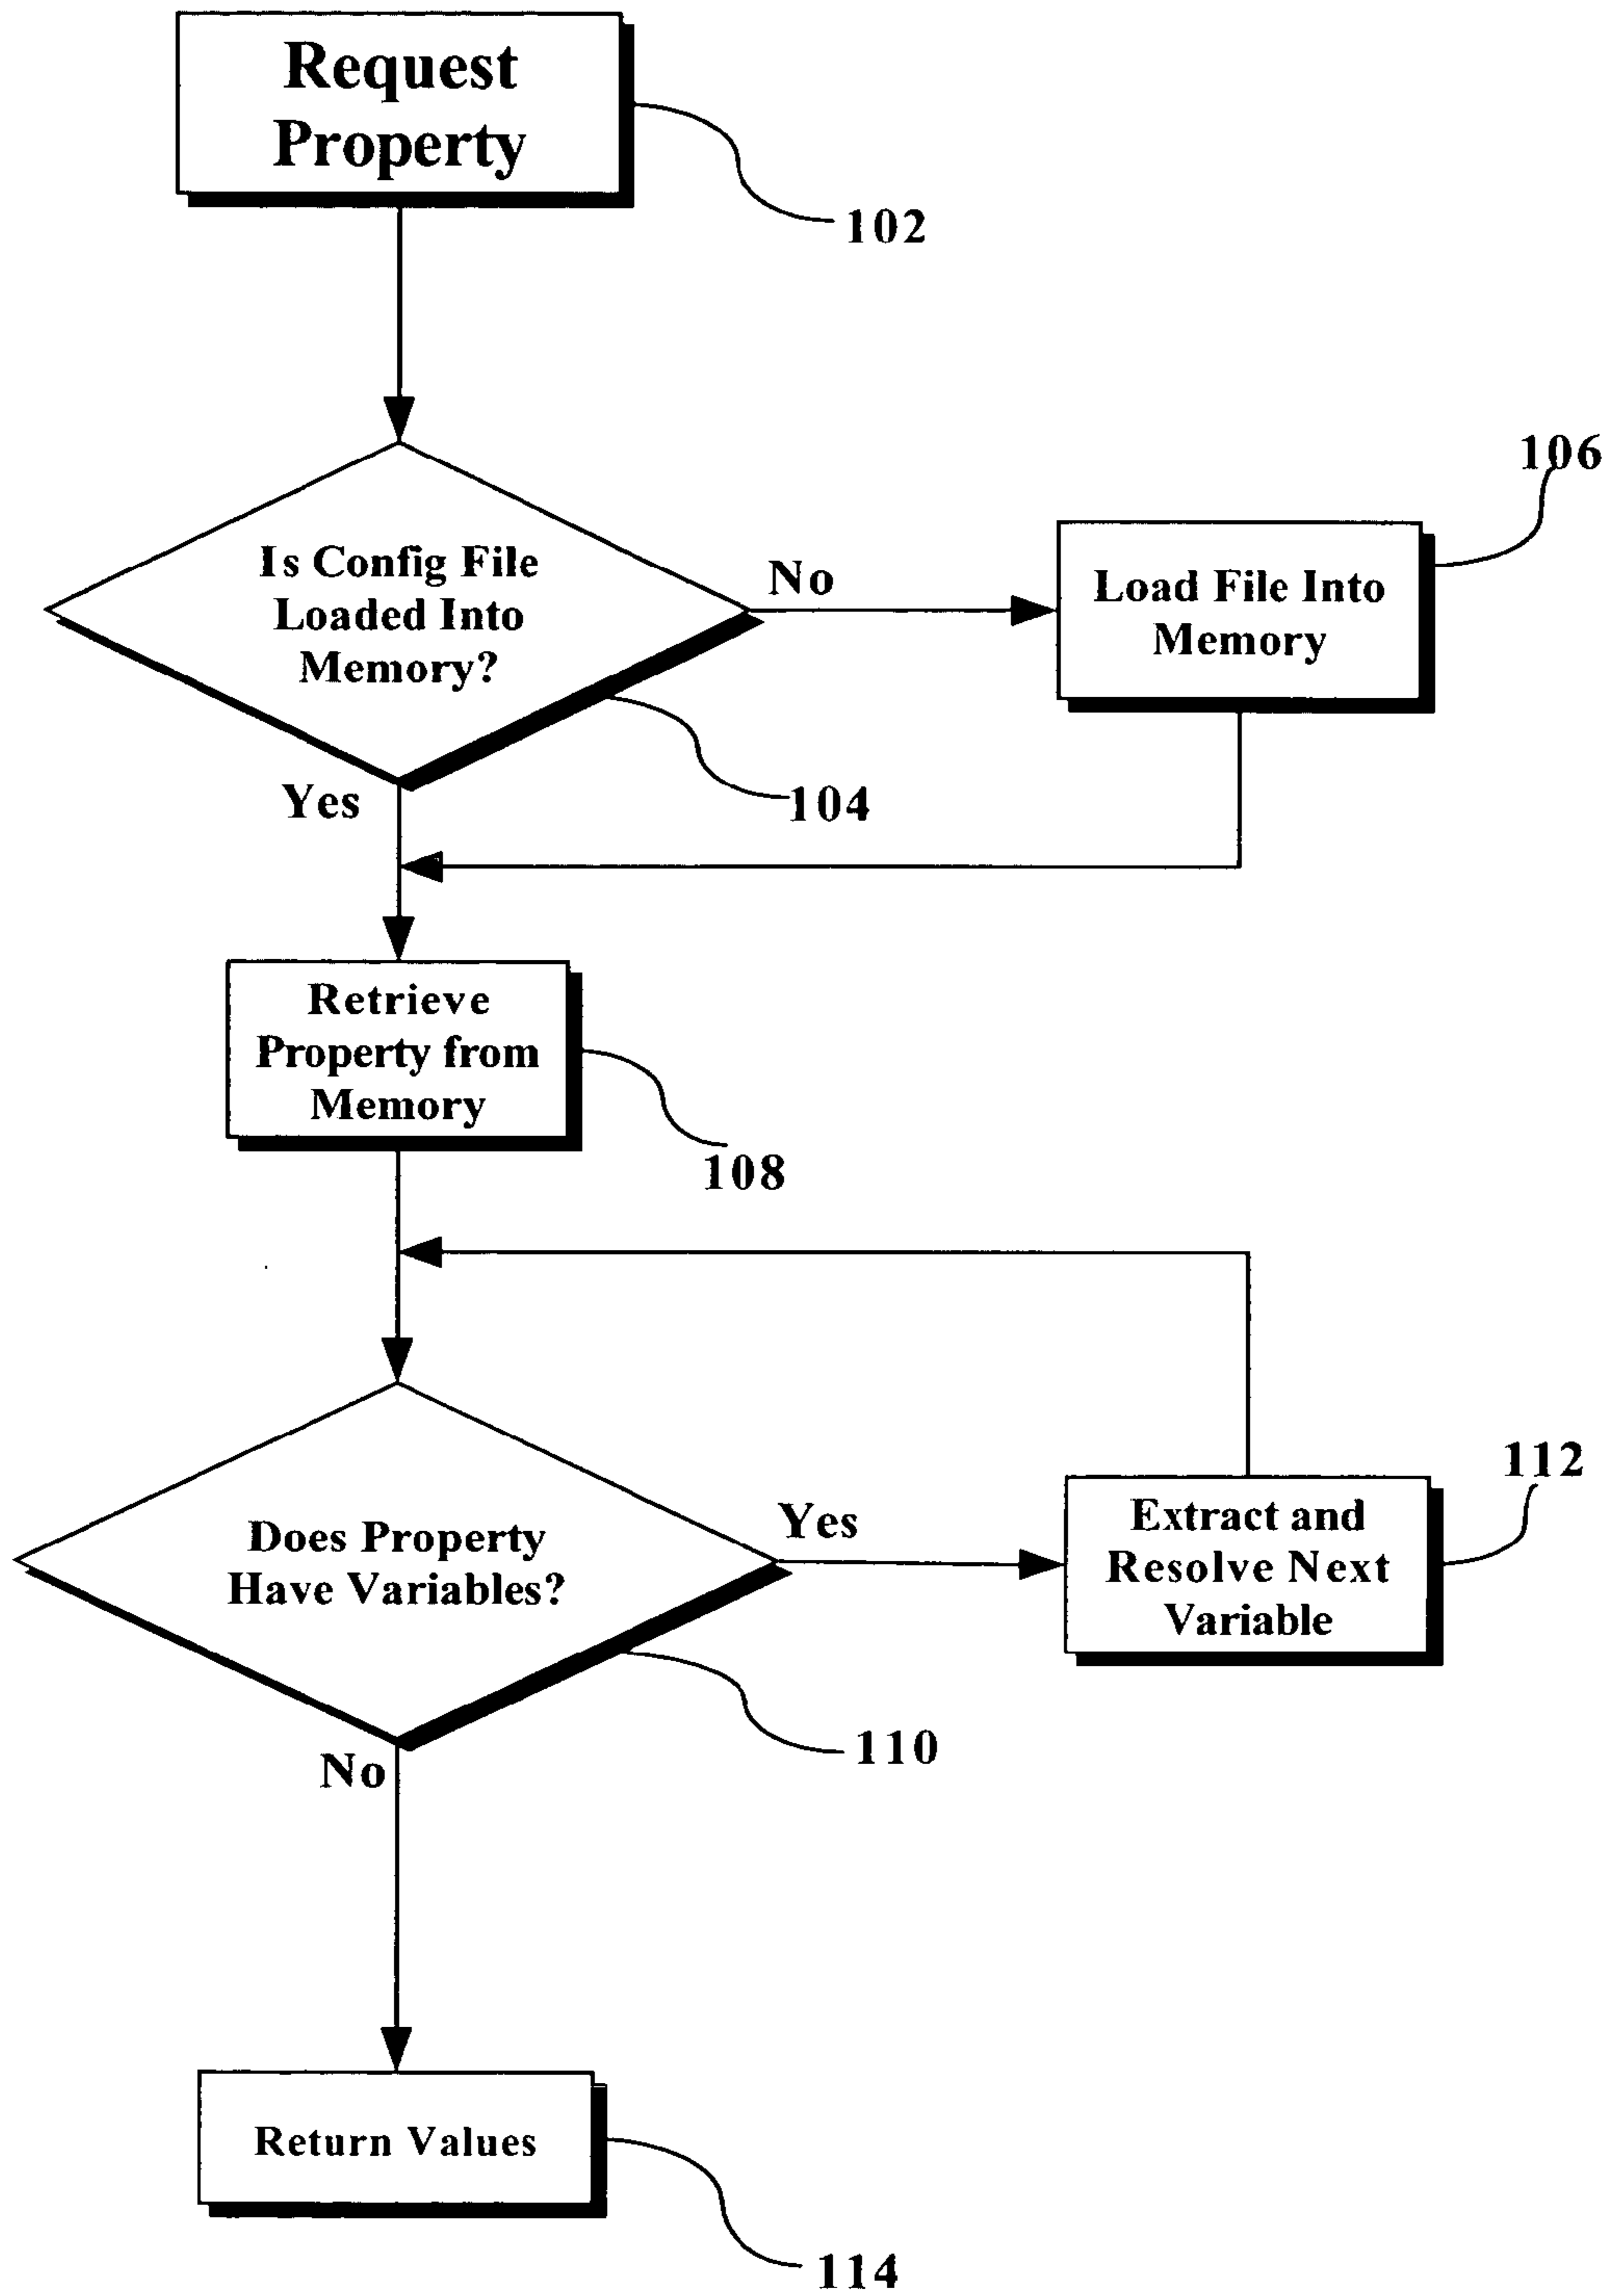 Request
Property
102
Is Config File
Loaded Into
Memory?
No
106
Load File Into
Memory
104
Yes
Retrieve
Property from
Memory
108
Does Property
Have Variables?
Yes
112
Extract and
Resolve Next
Variable
110
No
Return Values
114